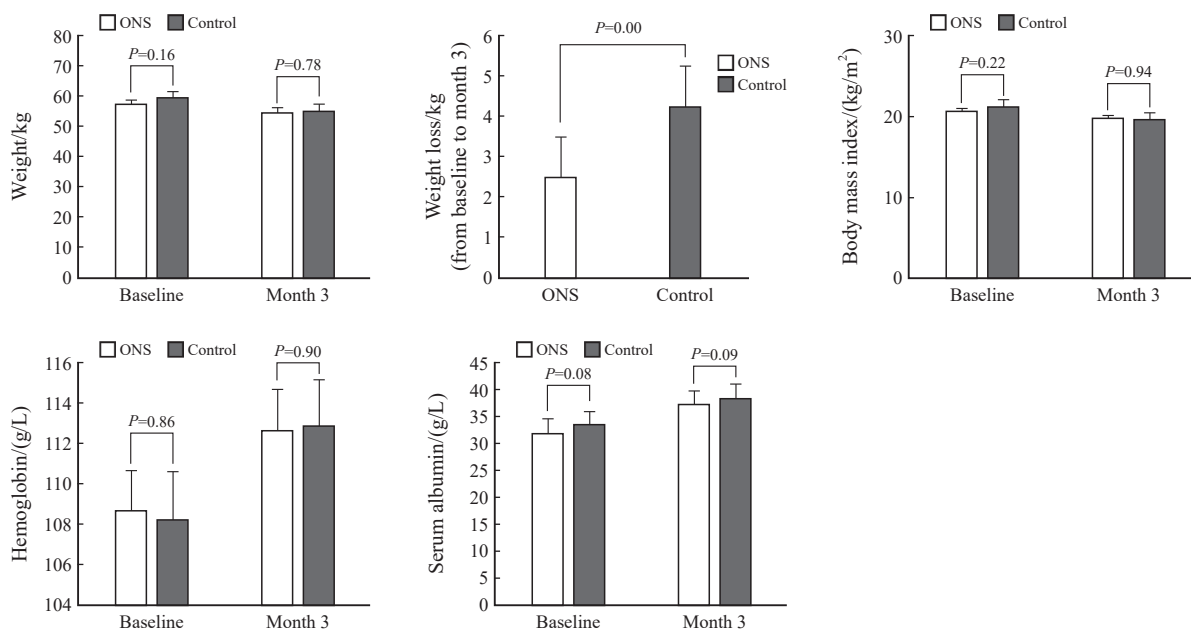 ONS Control
80
70
60
50
40
30
20
10
0
Weight/kg
P=0.16
P=0.78
Baseline Month 3
6
5
4
3
2
1
0
Weight loss/kg
(from baseline to month 3)
P=0.00
ONS
Control
ONS Control
ONS Control
30
20
10
0
Body mass index/(kg/m²)
P=0.22
P=0.94
Baseline Month 3
ONS Control
116
114
112
110
108
106
104
Hemoglobin/(g/L)
P=0.86
P=0.90
Baseline Month 3
ONS Control
45
40
35
30
25
20
15
10
5
0
Serum albumin/(g/L)
P=0.08
P=0.09
Baseline Month 3